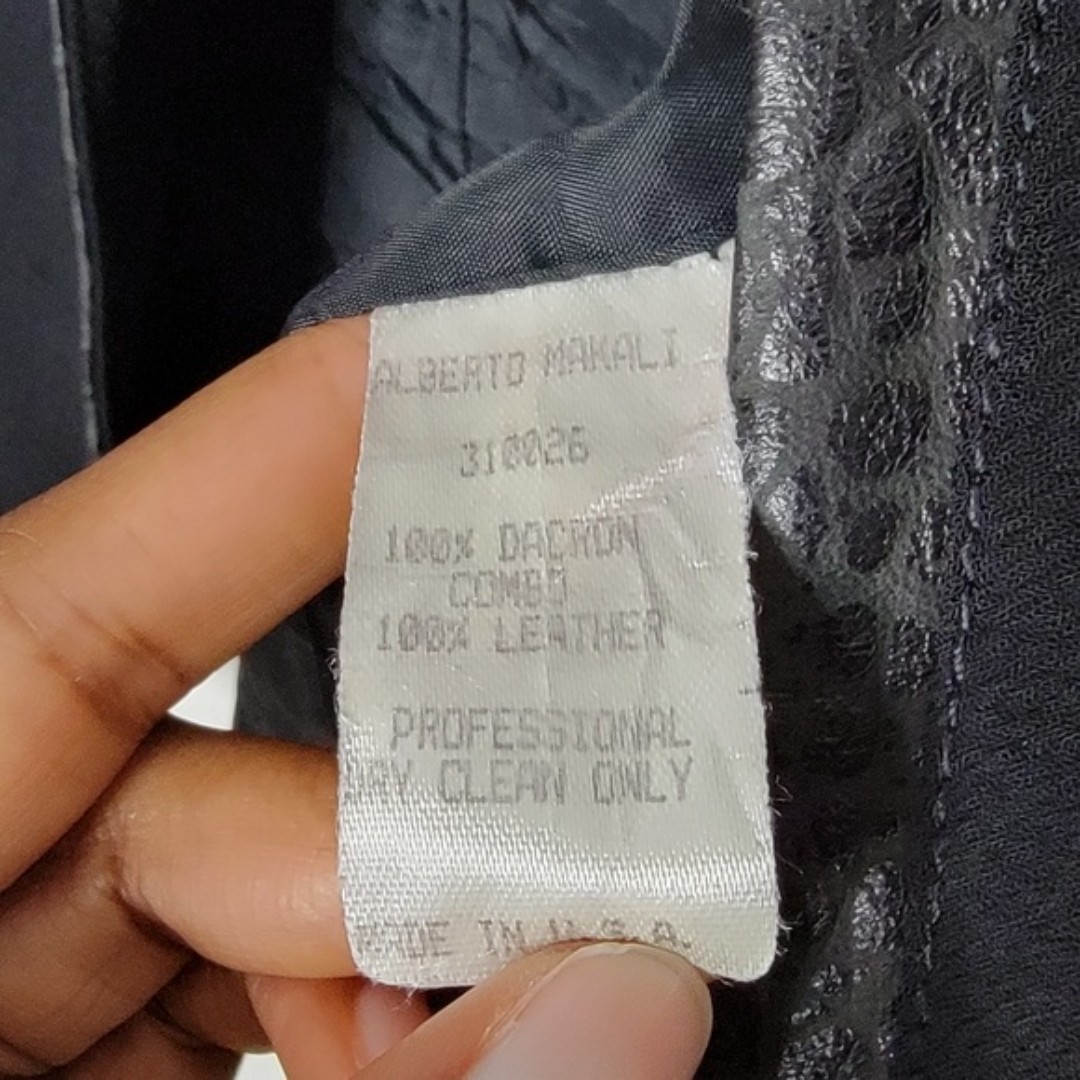 ALBERTO MAKALI
310026
100% DACRON
COMBO
100% LEATHER
PROFESSIONAL
DRY CLEAN ONLY
MADE IN U.S.A.